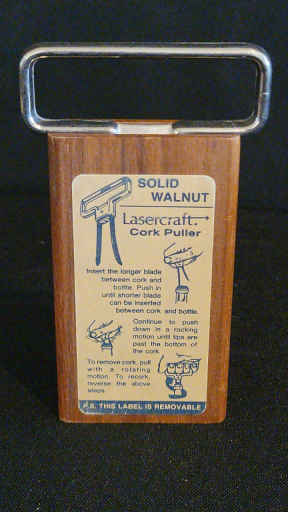 SOLID
WALNUT
Lasercraft.
Cork Puller
Insert the longer blade
between cork and
bottle. Push in
until shorter blade
can be inserted
between cork and bottle.
Continue to push
down in a rocking
motion until tips are
past the bottom of
the cork.
To remove cork, pull
with a rotating
motion. To recork,
reverse the above
steps.
P.S. THIS LABEL IS REMOVABLE